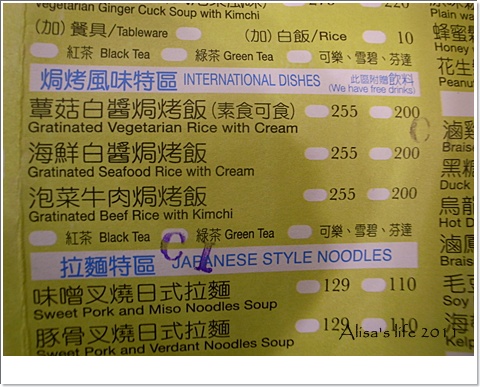 Vegetarian Ginger Cuck Soup with Kimchi
(加) 餐具/Tableware (加) 白飯/Rice 10
紅茶 Black Tea 綠茶 Green Tea 可樂、雪碧、芬達
焗烤風味特區 INTERNATIONAL DISHES 此區附贈飲料
(We have free drinks)
蕈菇白醬焗烤飯 (素食可食) 255 200
Gratinated Vegetarian Rice with Cream
海鮮白醬焗烤飯 255 200
Gratinated Seafood Rice with Cream
泡菜牛肉焗烤飯 255 200
Gratinated Beef Rice with Kimchi
紅茶 Black Tea 綠茶 Green Tea 可樂、雪碧、芬達
拉麵特區 JAPANESE STYLE NOODLES
味噌叉燒日式拉麵 129 110
Sweet Pork and Miso Noodles Soup
豚骨叉燒日式拉麵 129 110
Sweet Pork and Verdant Noodles Soup
Plain wa
蜂蜜
Honey
花生
Peanut
滷
Braise
黑糖
Duck
烏龍
Hot D
滷
Braise
毛豆
Soy
海
Kelp
Alisa's life 2011